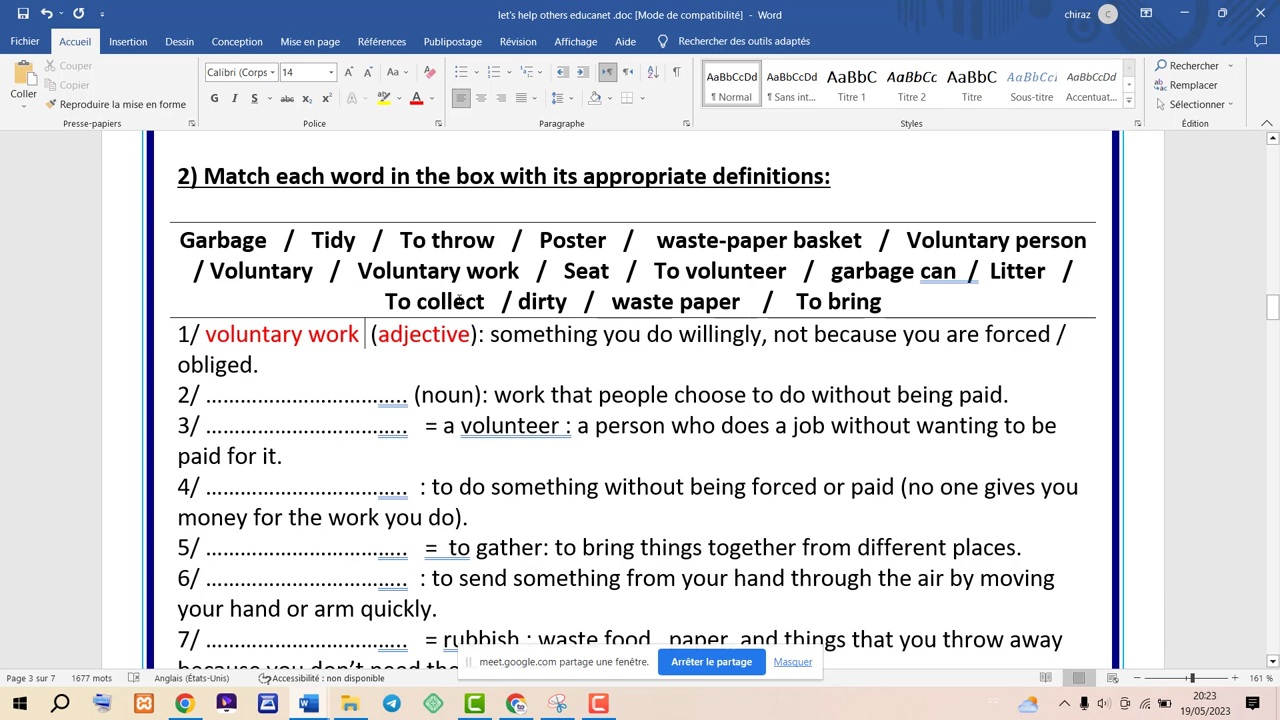 let's help others educanet .doc [Mode de compatibilité] - Word
chiraz C
Fichier Accueil Insertion Dessin Conception Mise en page Références Publipostage Révision Affichage Aide Rechercher des outils adaptés
Coller
Couper
Copier
Reproduire la mise en forme
Presse-papiers
Calibri (Corps 14
G I S abc x₂ x² A A
Police
Paragraphe
AaBbCcDd AaBbCcDd AaBbC AaBbCc AaBbC AaBbCcI AaBbCcDd
¶ Normal ¶ Sans int... Titre 1 Titre 2 Titre Sous-titre Accentuat...
Styles
Rechercher
Remplacer
Sélectionner
Édition
2) Match each word in the box with its appropriate definitions:
Garbage / Tidy / To throw / Poster / waste-paper basket / Voluntary person
/ Voluntary / Voluntary work / Seat / To volunteer / garbage can / Litter /
To collect / dirty / waste paper / To bring
1/ voluntary work (adjective): something you do willingly, not because you are forced /
obliged.
2/ ....................................... (noun): work that people choose to do without being paid.
3/ ....................................... = a volunteer : a person who does a job without wanting to be
paid for it.
4/ ....................................... : to do something without being forced or paid (no one gives you
money for the work you do).
5/ ....................................... = to gather: to bring things together from different places.
6/ ....................................... : to send something from your hand through the air by moving
your hand or arm quickly.
7/ ....................................... = rubbish : waste food, paper, and things that you throw away
because you don't need the
meet.google.com partage une fenêtre. Arrêter le partage Masquer
Page 3 sur 7 1677 mots Anglais (États-Unis) Accessibilité : non disponible 161 %
20:23
19/05/2023